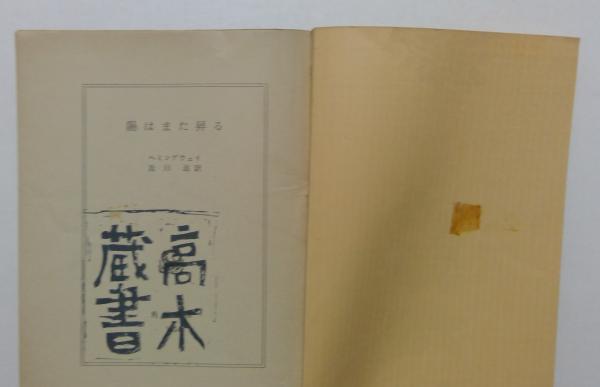 陽はまた昇る
ヘミングウェイ
高木
蔵書